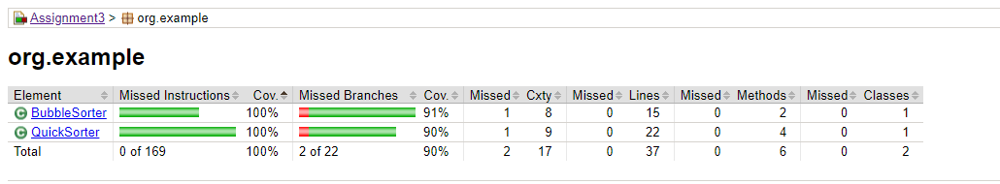 Assignment3 > org.example
org.example
Element Missed Instructions Cov. Missed Branches Cov. Missed Cxty Missed Lines Missed Methods Missed Classes
BubbleSorter 100% 91% 1 8 0 15 0 2 0 1
QuickSorter 100% 90% 1 9 0 22 0 4 0 1
Total 0 of 169 100% 2 of 22 90% 2 17 0 37 0 6 0 2